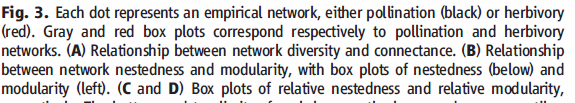 Fig. 3. Each dot represents an empirical network, either pollination (black) or herbivory
(red). Gray and red box plots correspond respectively to pollination and herbivory
networks. (A) Relationship between network diversity and connectance. (B) Relationship
between network nestedness and modularity, with box plots of nestedness (below) and
modularity (left). (C and D) Box plots of relative nestedness and relative modularity,